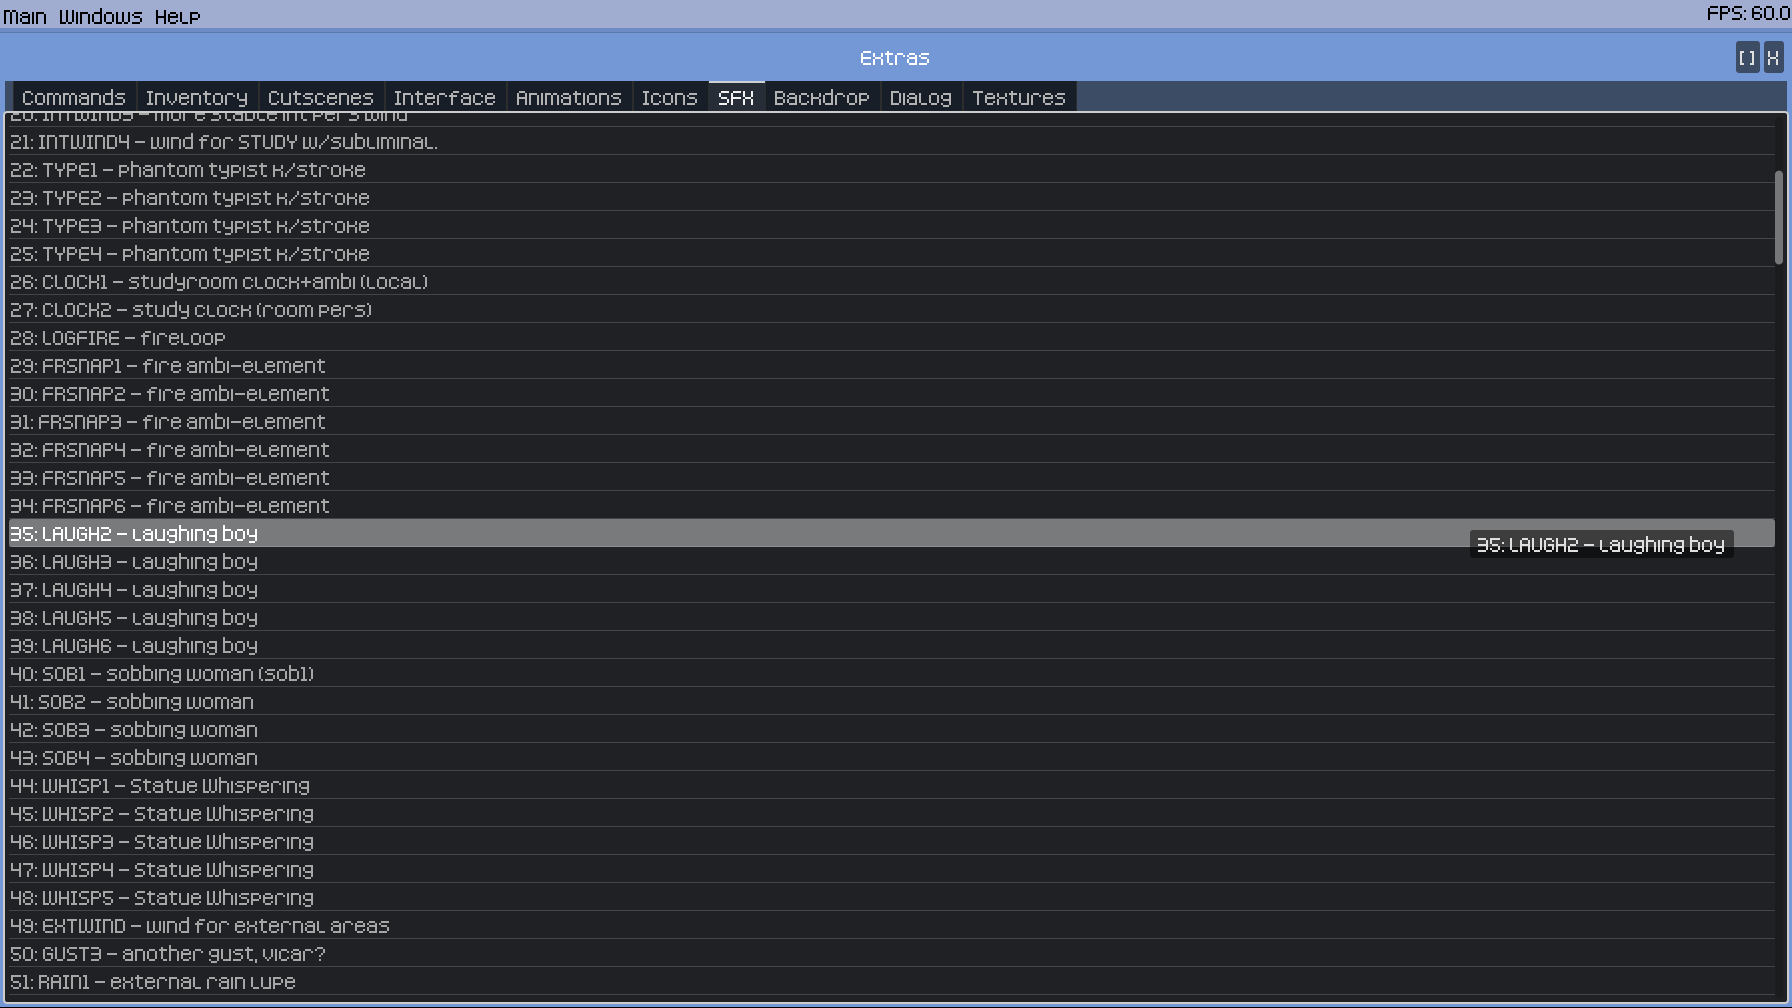 Main Windows Help FPS: 60.0
Extras [] X
Commands Inventory Cutscenes Interface Animations Icons SFX Backdrop Dialog Textures
20: INTWIND3 - more stable int pers wind
21: INTWIND4 - wind for STUDY w/subliminal.
22: TYPE1 - phantom typist k/stroke
23: TYPE2 - phantom typist k/stroke
24: TYPE3 - phantom typist k/stroke
25: TYPE4 - phantom typist k/stroke
26: CLOCK1 - studyroom clock+ambi (local)
27: CLOCK2 - study clock (room pers)
28: LOGFIRE - fireloop
29: FRSNAP1 - fire ambi-element
30: FRSNAP2 - fire ambi-element
31: FRSNAP3 - fire ambi-element
32: FRSNAP4 - fire ambi-element
33: FRSNAP5 - fire ambi-element
34: FRSNAP6 - fire ambi-element
35: LAUGH2 - laughing boy
35: LAUGH2 - laughing boy
36: LAUGH3 - laughing boy
37: LAUGH4 - laughing boy
38: LAUGH5 - laughing boy
39: LAUGH6 - laughing boy
40: SOB1 - sobbing woman (sob1)
41: SOB2 - sobbing woman
42: SOB3 - sobbing woman
43: SOB4 - sobbing woman
44: WHISP1 - Statue Whispering
45: WHISP2 - Statue Whispering
46: WHISP3 - Statue Whispering
47: WHISP4 - Statue Whispering
48: WHISP5 - Statue Whispering
49: EXTWIND - wind for external areas
50: GUST3 - another gust, vicar?
51: RAIN1 - external rain lupe